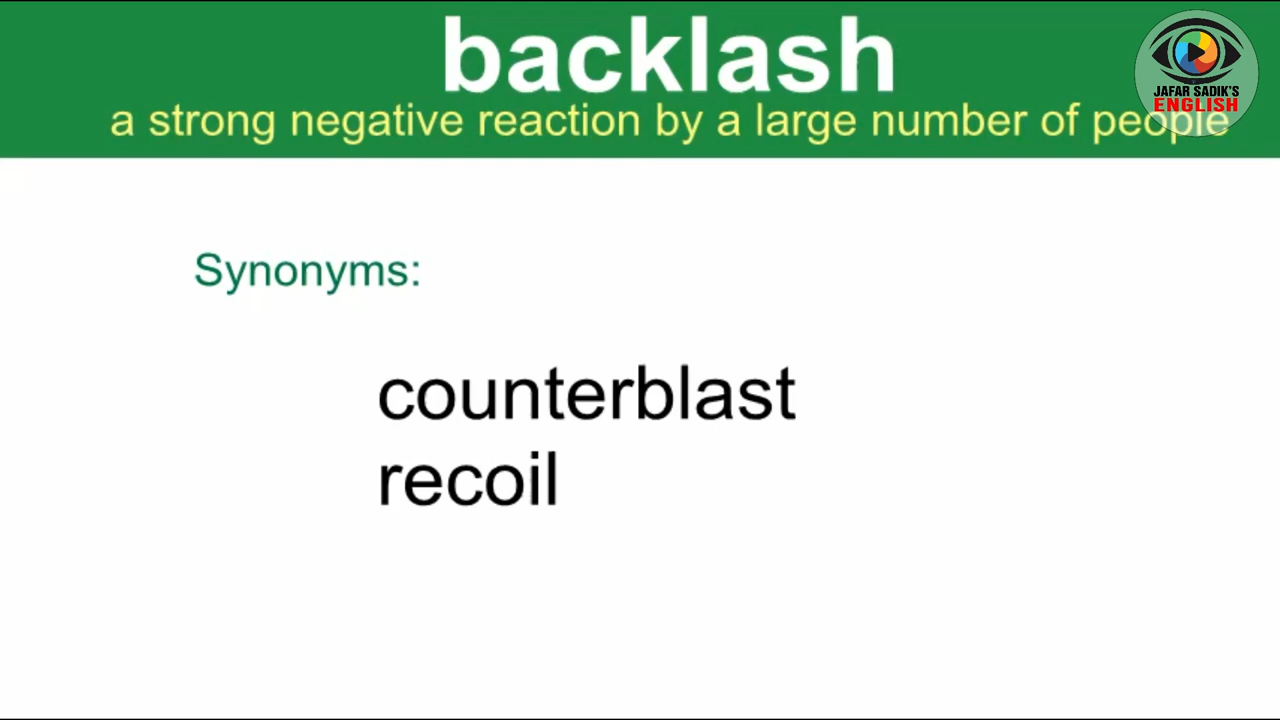 backlash
a strong negative reaction by a large number of people
JAFAR SADIK'S
ENGLISH
Synonyms:
counterblast
recoil